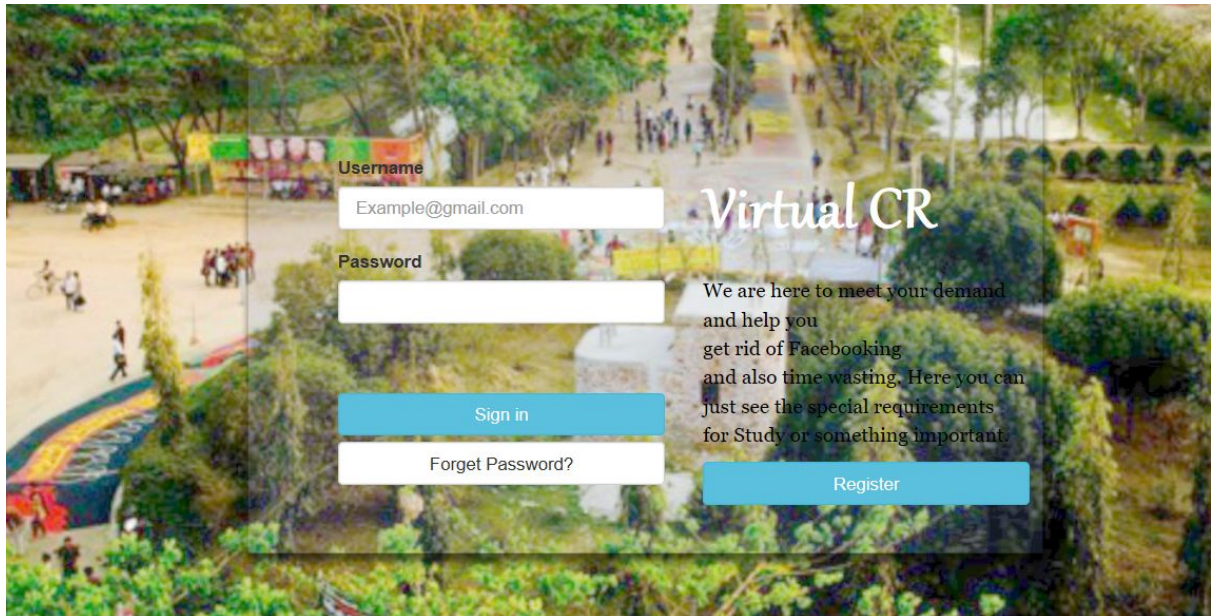 Username
Example@gmail.com
Password
Sign in
Forget Password?
Virtual CR
We are here to meet your demand
and help you
get rid of Facebooking
and also time wasting. Here you can
just see the special requirements
for Study or something important.
Register